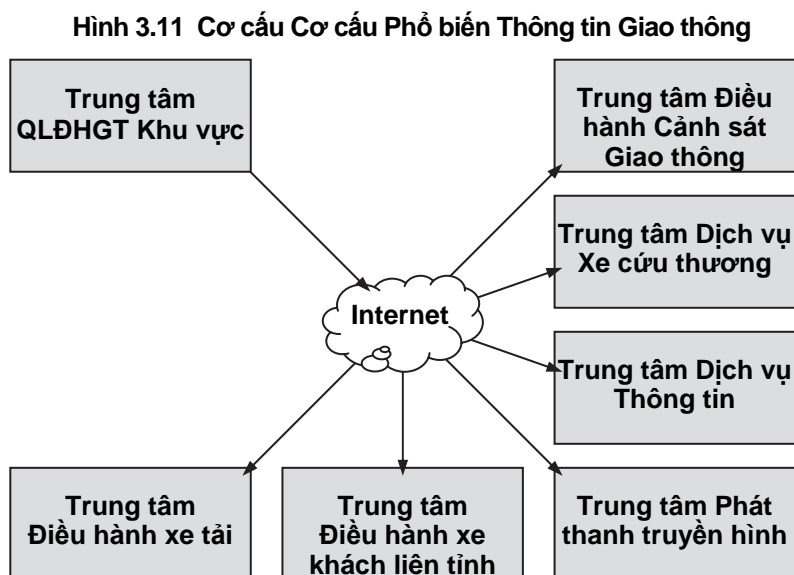 Hình 3.11 Cơ cấu Cơ cấu Phổ biến Thông tin Giao thông
Trung tâm
QLĐHGT Khu vực
Trung tâm Điều
hành Cảnh sát
Giao thông
Trung tâm Dịch vụ
Xe cứu thương
Internet
Trung tâm Dịch vụ
Thông tin
Trung tâm
Điều hành xe tải
Trung tâm
Điều hành xe
khách liên tỉnh
Trung tâm Phát
thanh truyền hình